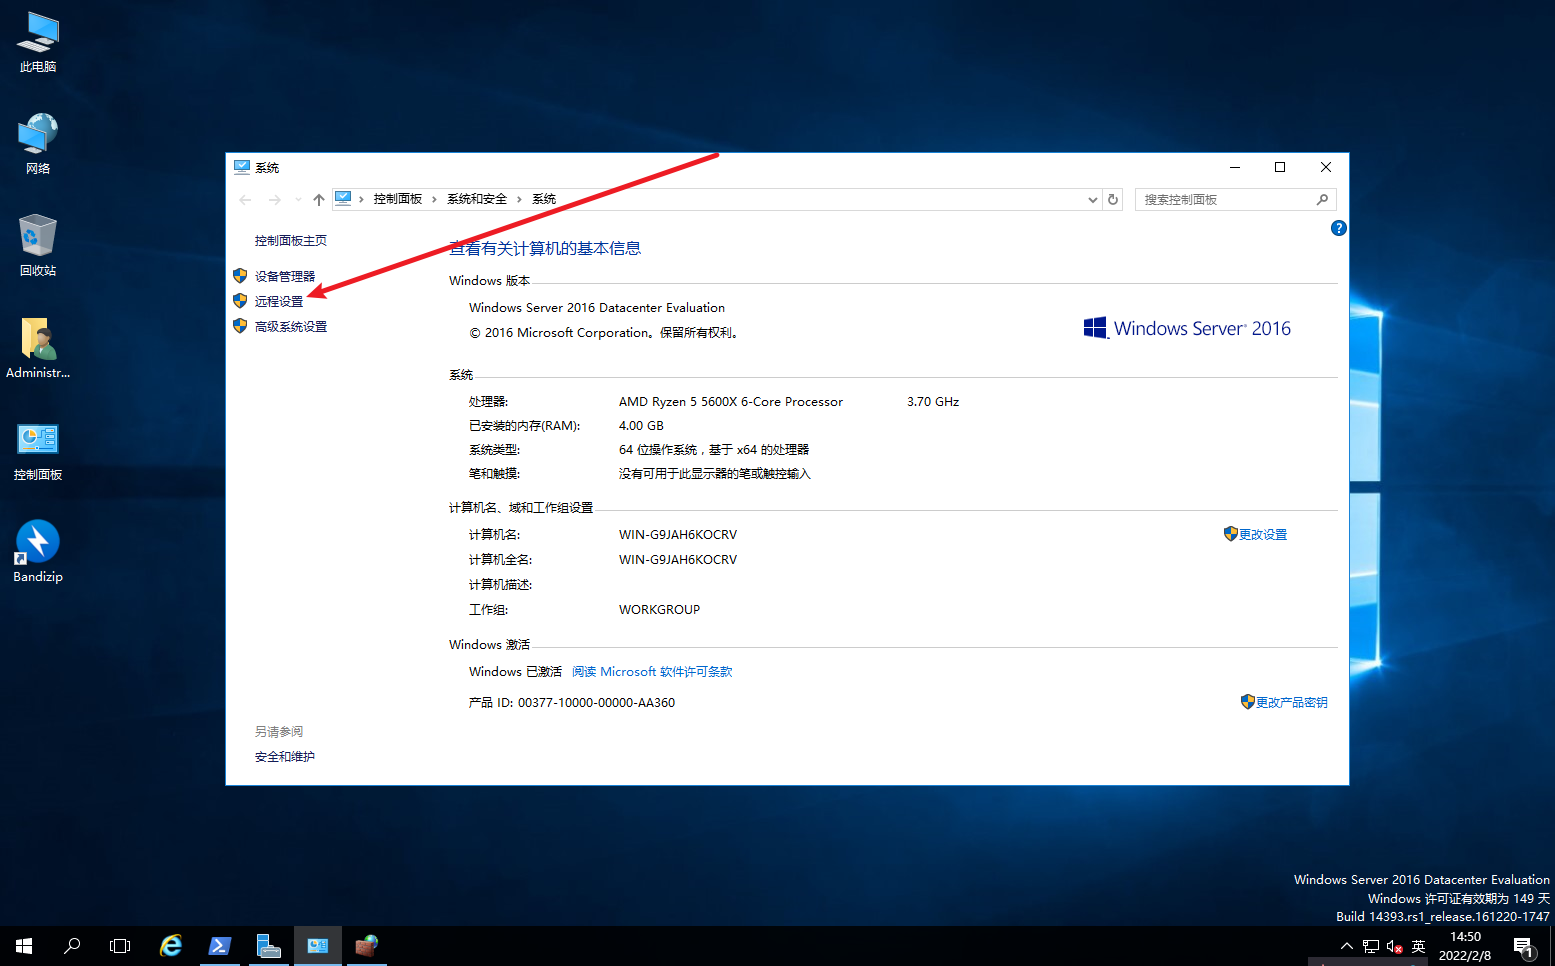 此电脑
网络
回收站
Administr...
控制面板
Bandizip
系统
控制面板 › 系统和安全 › 系统
搜索控制面板
控制面板主页
设备管理器
远程设置
高级系统设置
查看有关计算机的基本信息
Windows 版本
Windows Server 2016 Datacenter Evaluation
© 2016 Microsoft Corporation。保留所有权利。
Windows Server® 2016
系统
处理器: AMD Ryzen 5 5600X 6-Core Processor 3.70 GHz
已安装的内存(RAM): 4.00 GB
系统类型: 64 位操作系统，基于 x64 的处理器
笔和触摸: 没有可用于此显示器的笔或触控输入
计算机名、域和工作组设置
计算机名: WIN-G9JAH6KOCRV 更改设置
计算机全名: WIN-G9JAH6KOCRV
计算机描述:
工作组: WORKGROUP
Windows 激活
Windows 已激活 阅读 Microsoft 软件许可条款
产品 ID: 00377-10000-00000-AA360 更改产品密钥
另请参阅
安全和维护
Windows Server 2016 Datacenter Evaluation
Windows 许可证有效期为 149 天
Build 14393.rs1_release.161220-1747
英
14:50
2022/2/8
1